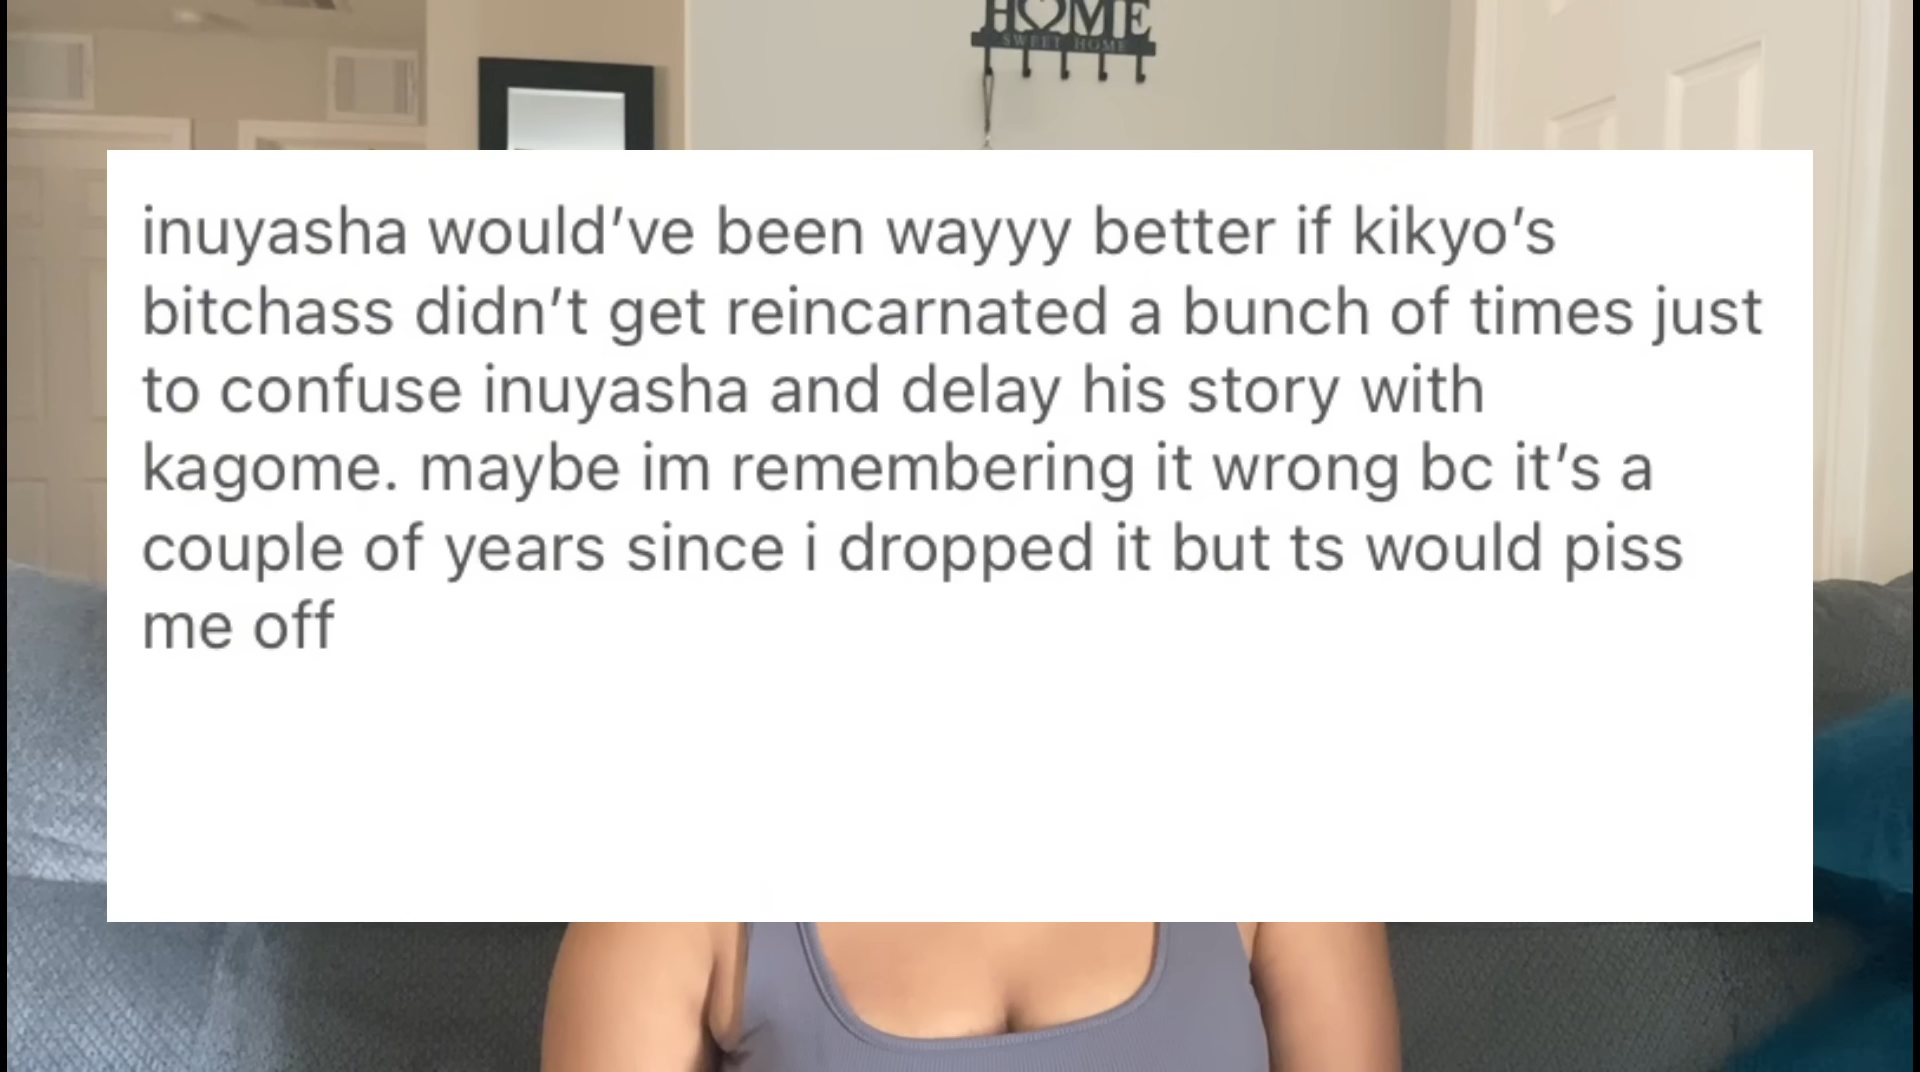 HOME
SWEET HOME
inuyasha would’ve been wayyy better if kikyo’s
bitchass didn’t get reincarnated a bunch of times just
to confuse inuyasha and delay his story with
kagome. maybe im remembering it wrong bc it’s a
couple of years since i dropped it but ts would piss
me off